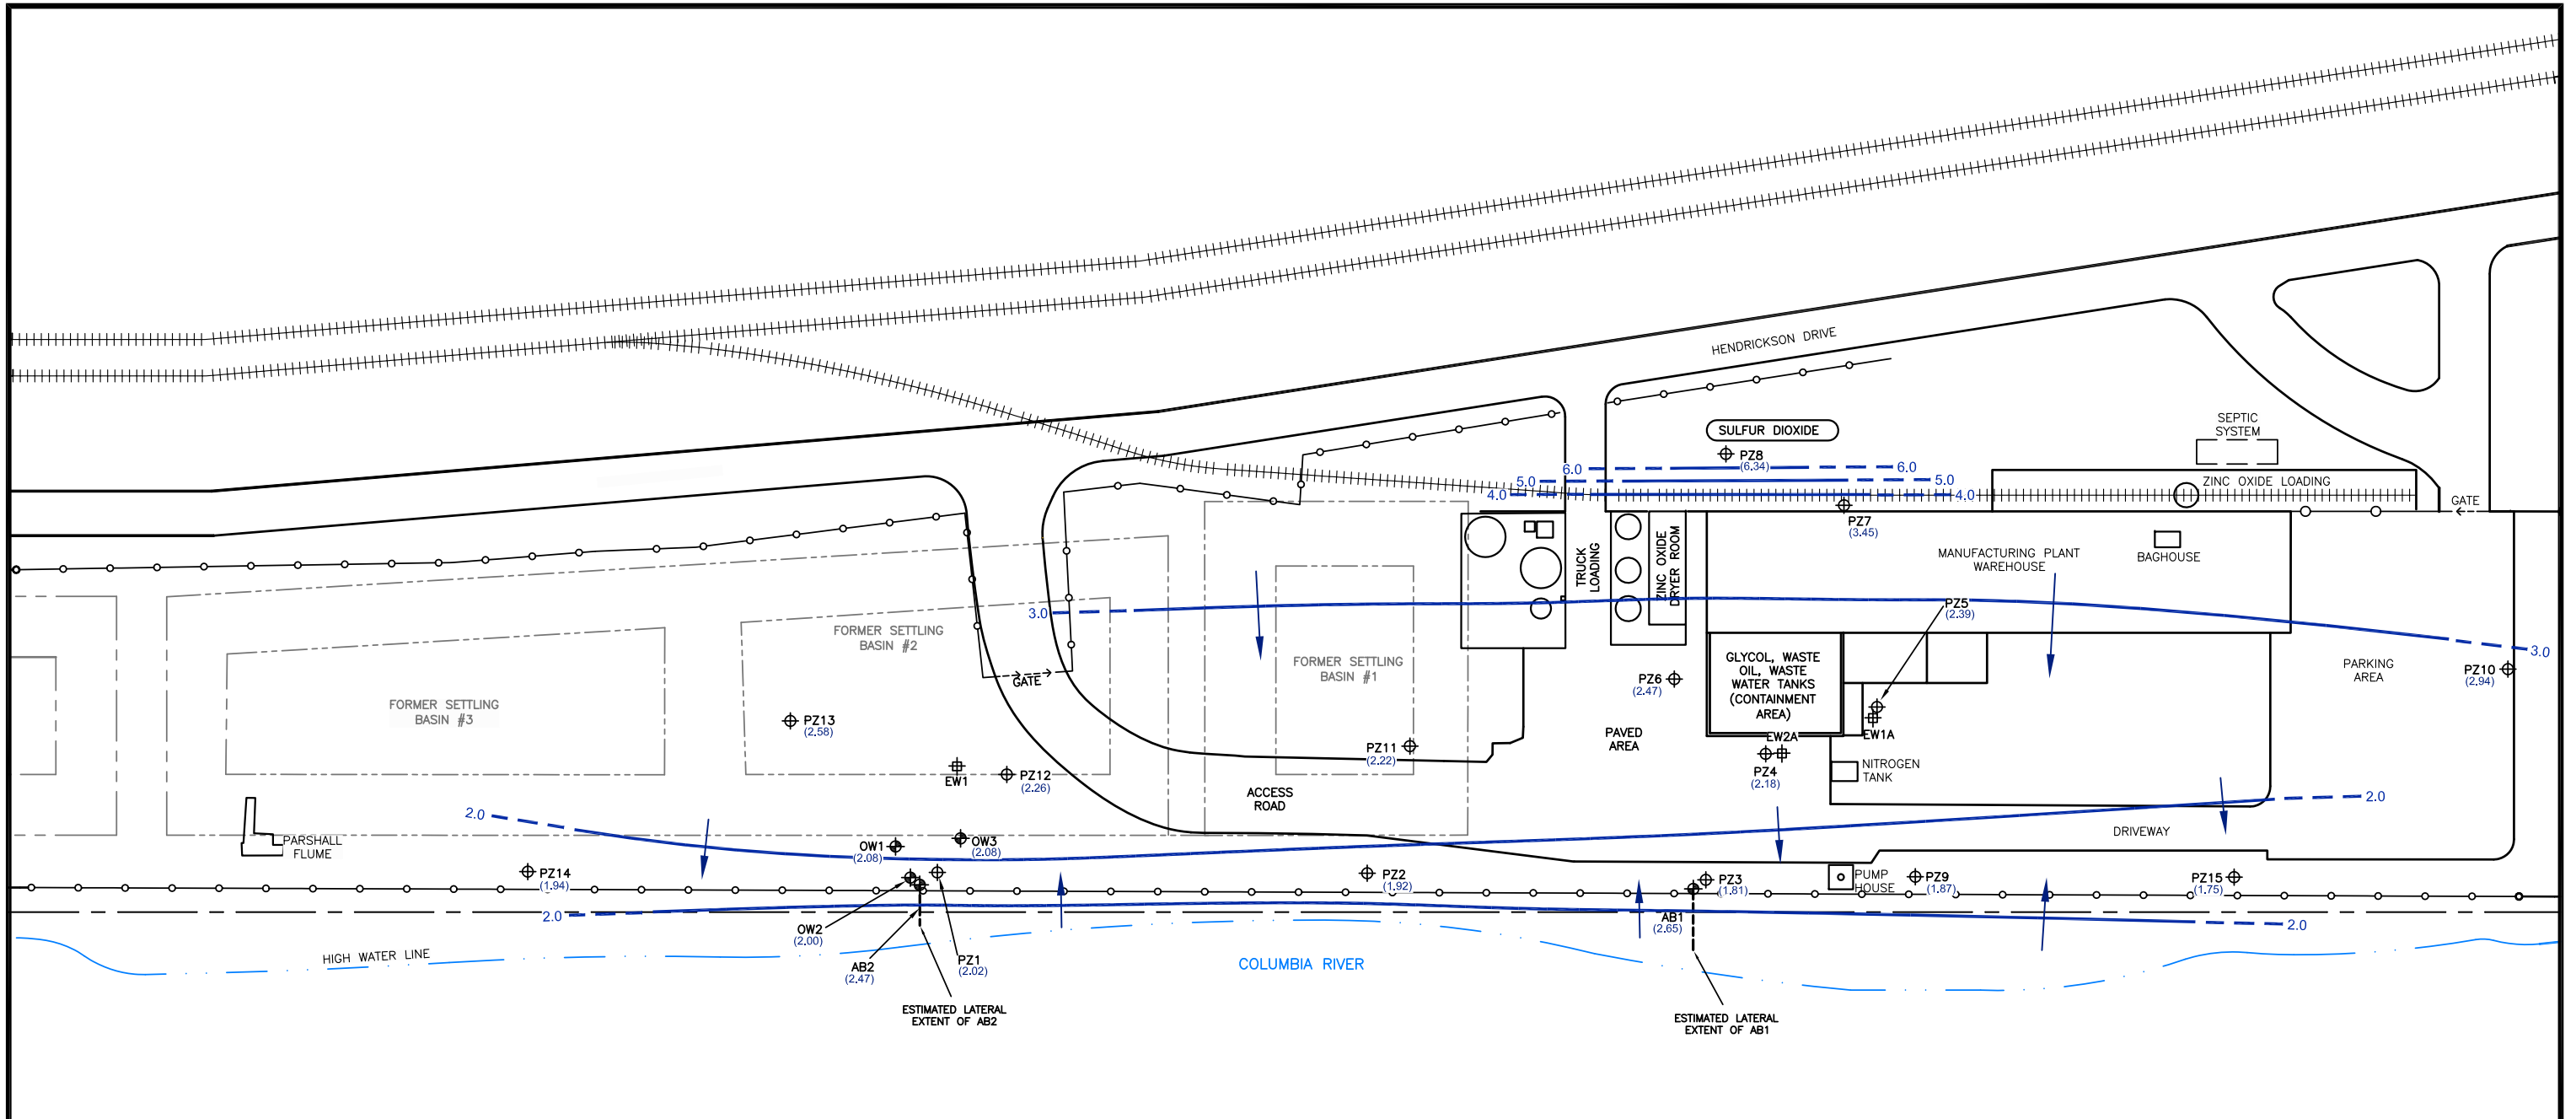 HENDRICKSON DRIVE
SEPTIC
SYSTEM
SULFUR DIOXIDE
PZ8
(6.34)
6.0
6.0
5.0
5.0
4.0
4.0
ZINC OXIDE LOADING
GATE
PZ7
(3.45)
TRUCK
LOADING
ZINC OXIDE
DRYER ROOM
MANUFACTURING PLANT
WAREHOUSE
BAGHOUSE
3.0
3.0
PZ5
(2.39)
FORMER SETTLING
BASIN #2
FORMER SETTLING
BASIN #1
GLYCOL, WASTE
OIL, WASTE
WATER TANKS
(CONTAINMENT
AREA)
PARKING
AREA
PZ10
(2.94)
GATE
PZ6
(2.47)
FORMER SETTLING
BASIN #3
PZ13
(2.58)
PAVED
AREA
EW2A
EW1A
PZ11
(2.22)
PZ4
(2.18)
NITROGEN
TANK
EW1
PZ12
(2.26)
ACCESS
ROAD
2.0
2.0
PARSHALL
FLUME
OW1
(2.08)
OW3
(2.08)
DRIVEWAY
PZ14
(1.94)
PZ2
(1.92)
PZ3
(1.81)
PUMP
HOUSE
PZ9
(1.87)
PZ15
(1.75)
2.0
2.0
OW2
(2.00)
AB1
(2.65)
HIGH WATER LINE
AB2
(2.47)
PZ1
(2.02)
COLUMBIA RIVER
ESTIMATED LATERAL
EXTENT OF AB2
ESTIMATED LATERAL
EXTENT OF AB1